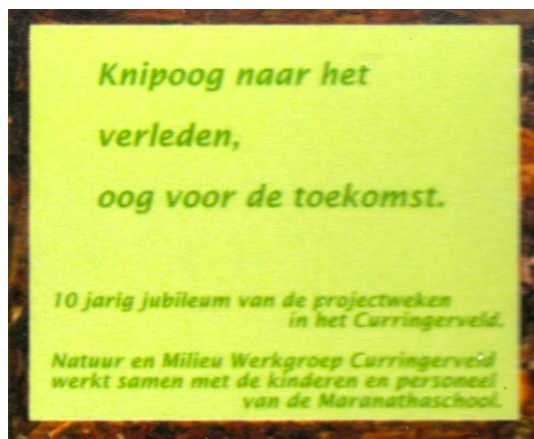 Knipoog naar het
verleden,
oog voor de toekomst.
10 jarig jubileum van de projectweken
in het Curringerveld.
Natuur en Milieu Werkgroep Curringerveld
werkt samen met de kinderen en personeel
van de Maranathaschool.